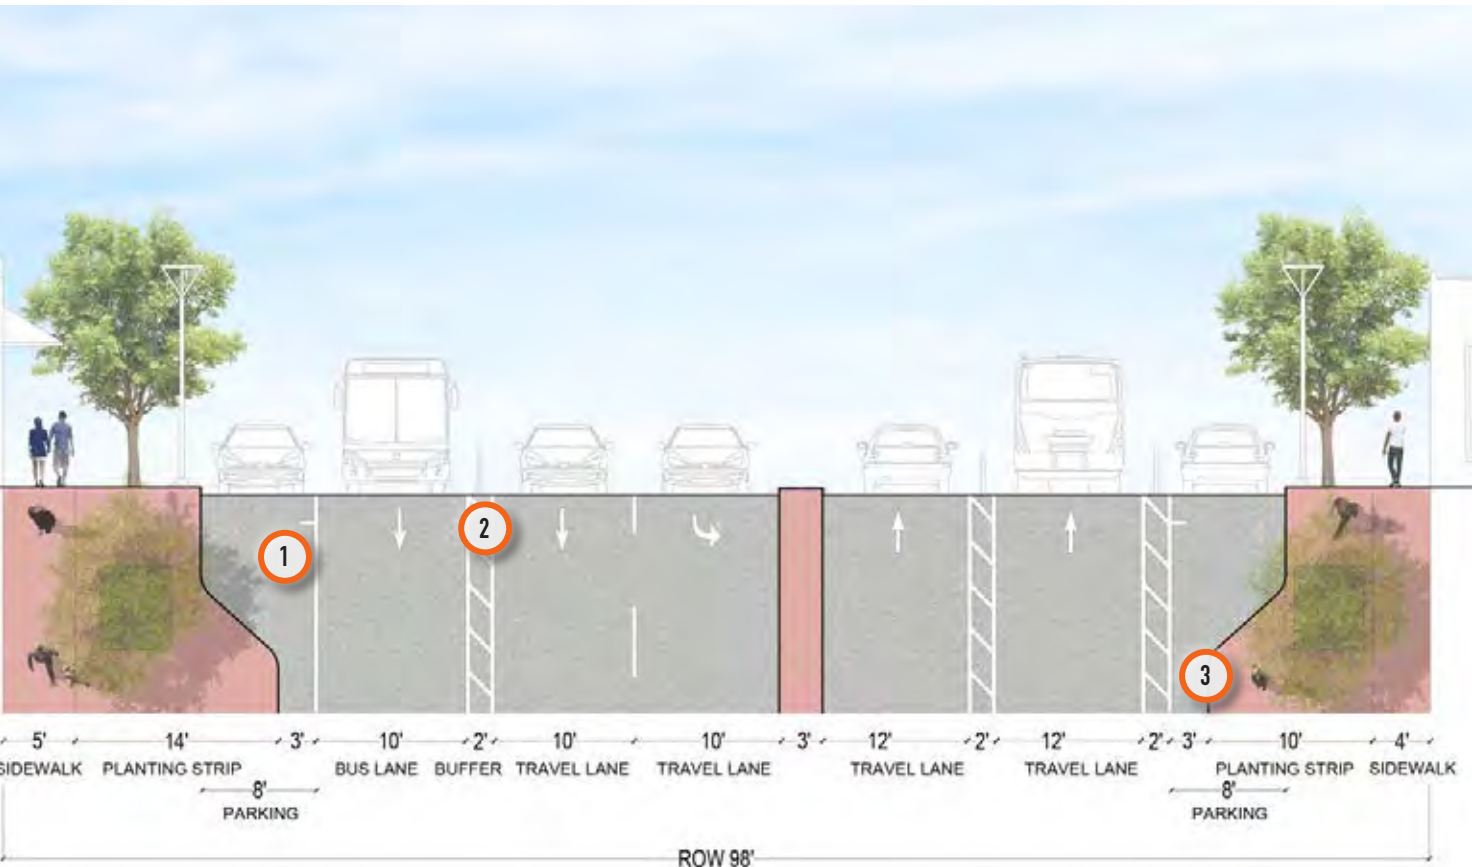 1
2
3
5' 14' 3' 10' 2' 10' 10' 3' 12' 2' 12' 2' 3' 10' 4'
SIDEWALK PLANTING STRIP BUS LANE BUFFER TRAVEL LANE TRAVEL LANE TRAVEL LANE TRAVEL LANE PLANTING STRIP SIDEWALK
8' 8'
PARKING PARKING
ROW 98'